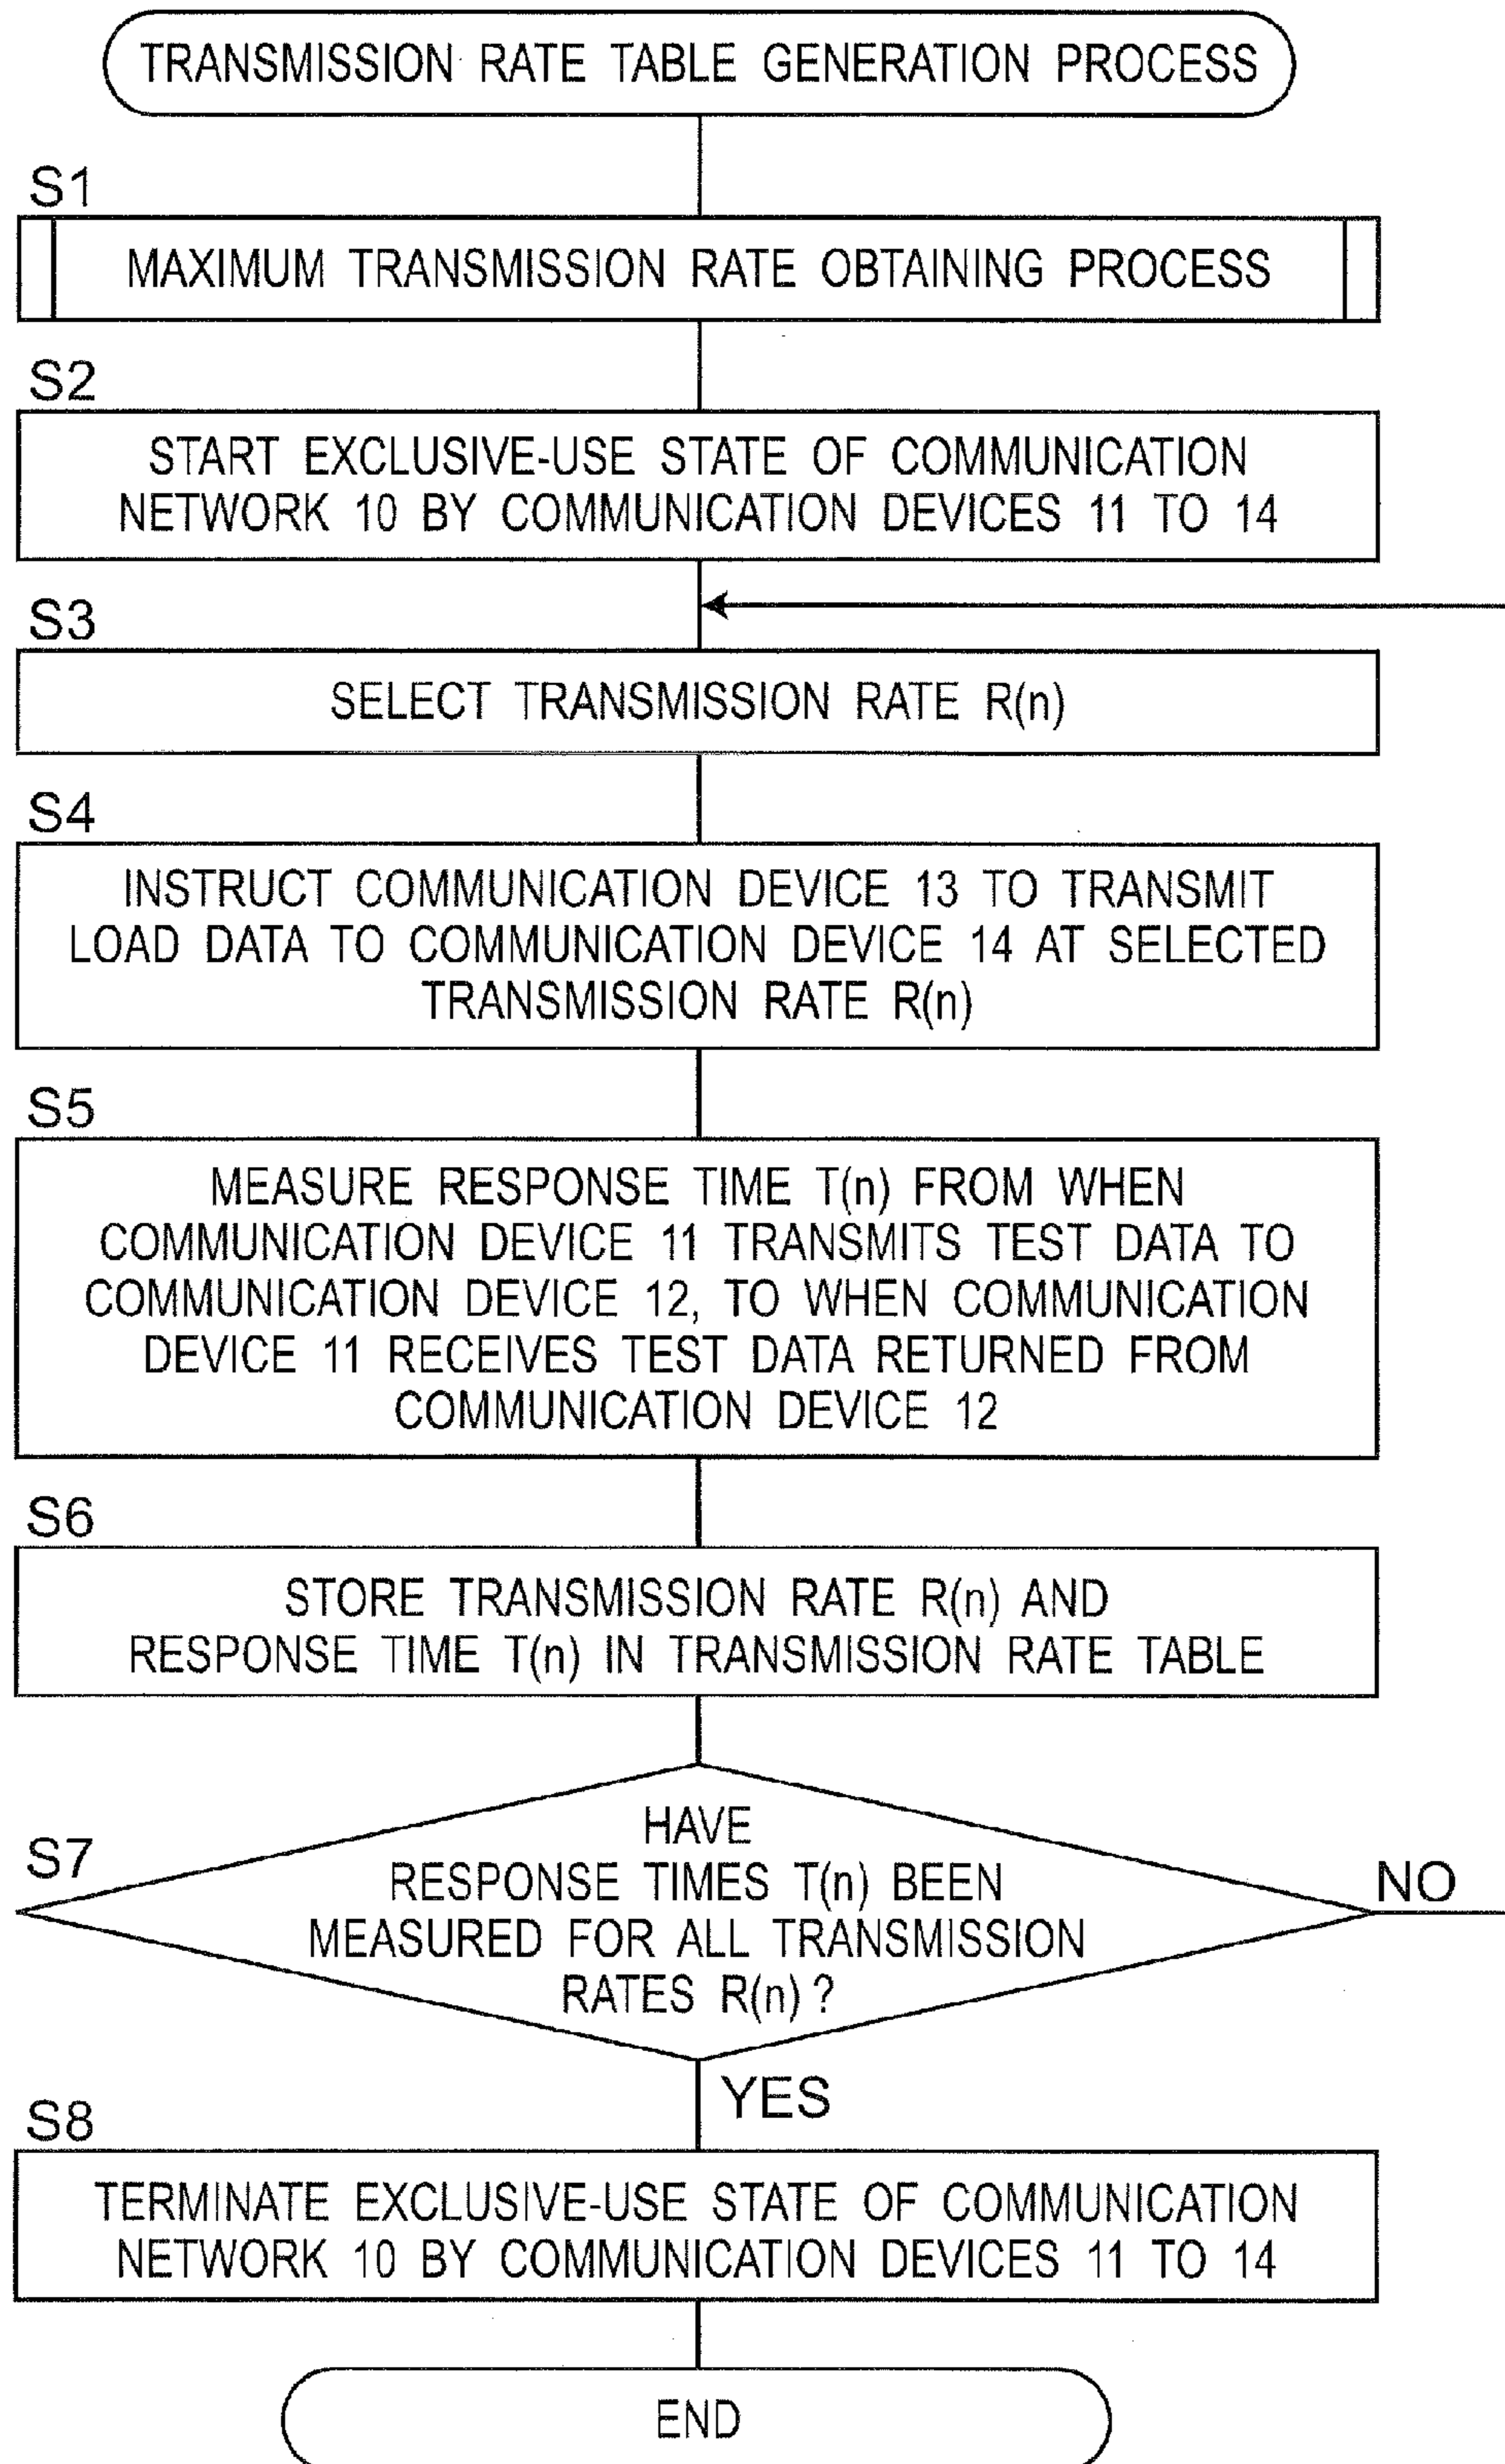 TRANSMISSION RATE TABLE GENERATION PROCESS
S1
MAXIMUM TRANSMISSION RATE OBTAINING PROCESS
S2
START EXCLUSIVE-USE STATE OF COMMUNICATION
NETWORK 10 BY COMMUNICATION DEVICES 11 TO 14
S3
SELECT TRANSMISSION RATE R(n)
S4
INSTRUCT COMMUNICATION DEVICE 13 TO TRANSMIT
LOAD DATA TO COMMUNICATION DEVICE 14 AT SELECTED
TRANSMISSION RATE R(n)
S5
MEASURE RESPONSE TIME T(n) FROM WHEN
COMMUNICATION DEVICE 11 TRANSMITS TEST DATA TO
COMMUNICATION DEVICE 12, TO WHEN COMMUNICATION
DEVICE 11 RECEIVES TEST DATA RETURNED FROM
COMMUNICATION DEVICE 12
S6
STORE TRANSMISSION RATE R(n) AND
RESPONSE TIME T(n) IN TRANSMISSION RATE TABLE
S7
HAVE
RESPONSE TIMES T(n) BEEN
MEASURED FOR ALL TRANSMISSION
RATES R(n) ?
NO
YES
S8
TERMINATE EXCLUSIVE-USE STATE OF COMMUNICATION
NETWORK 10 BY COMMUNICATION DEVICES 11 TO 14
END